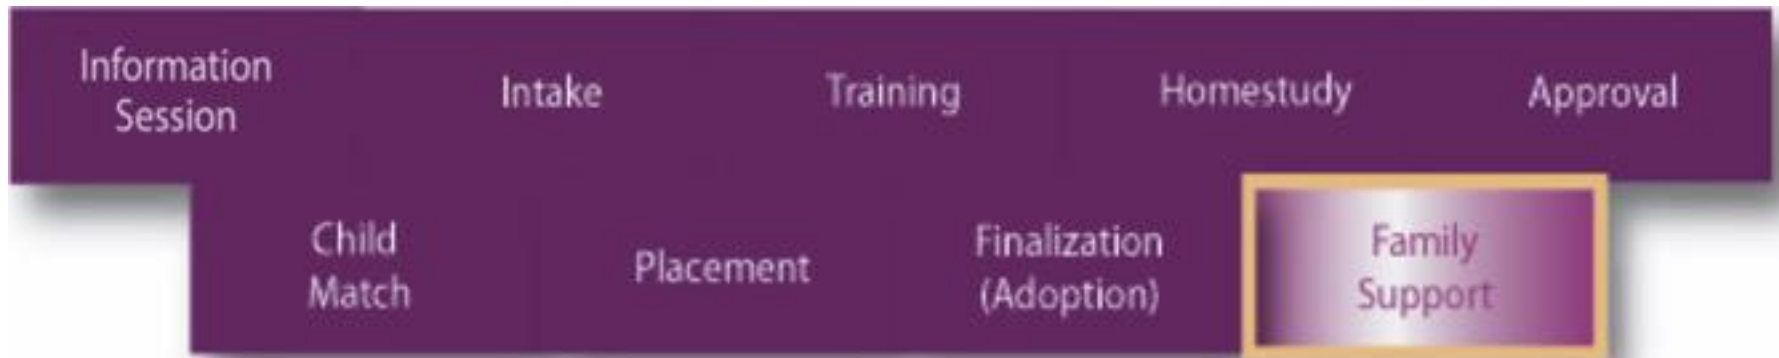 Information
Session
Intake
Training
Homestudy
Approval
Child
Match
Placement
Finalization
(Adoption)
Family
Support